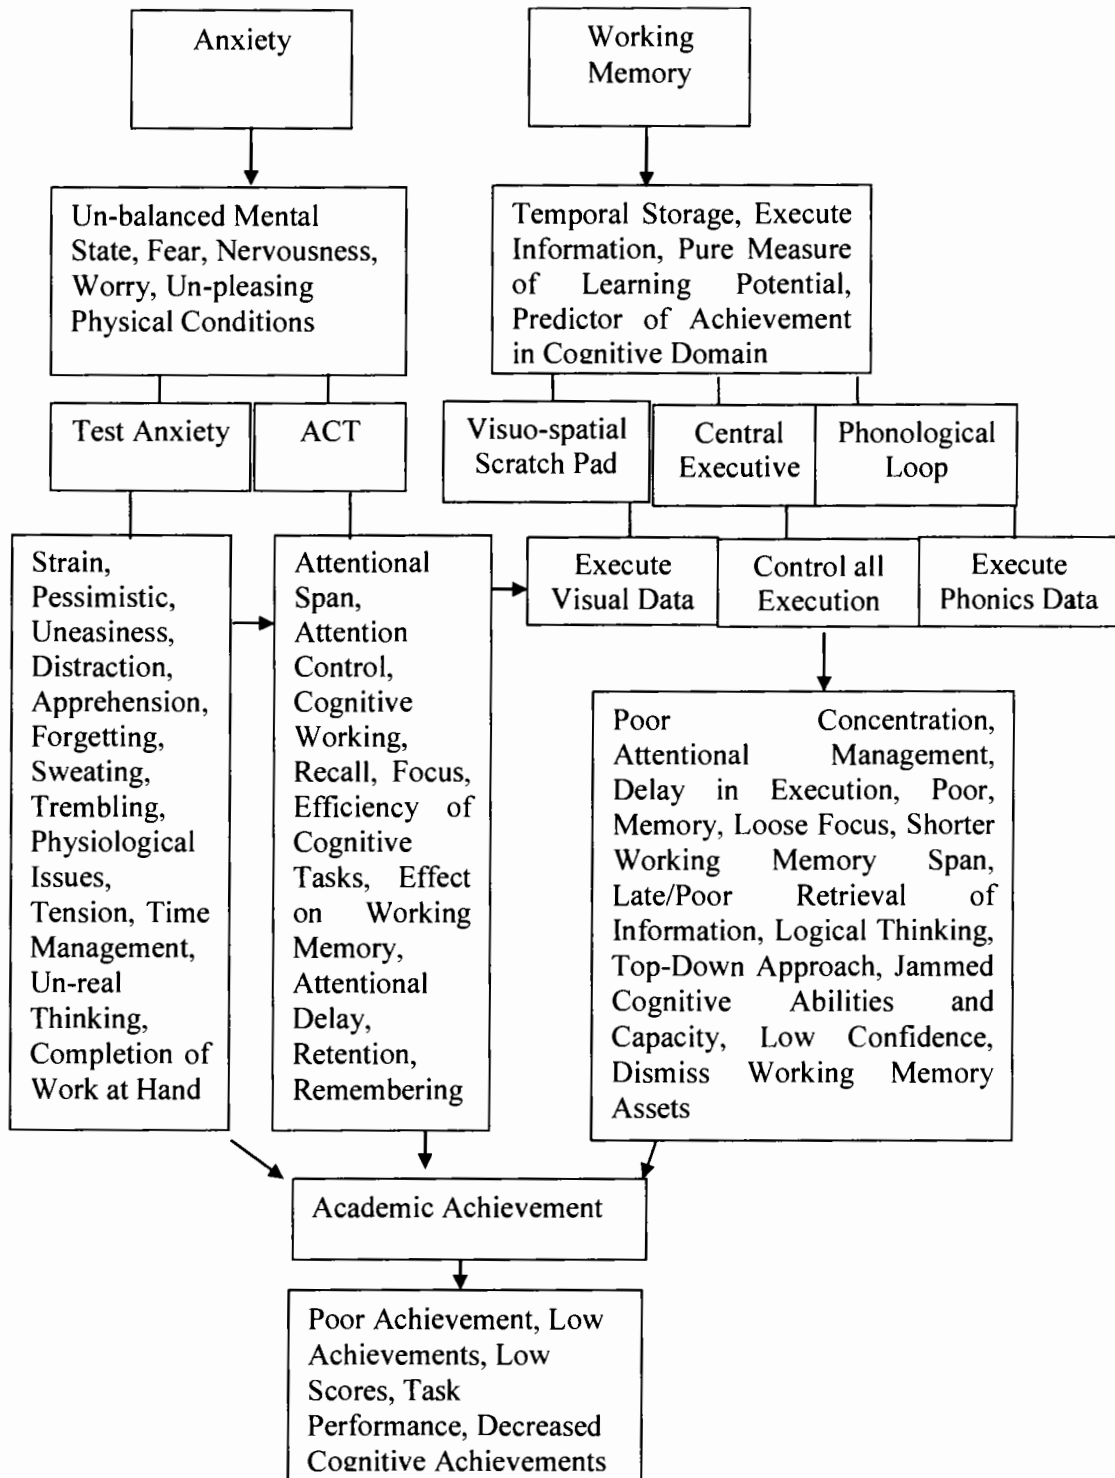 Anxiety
Working
Memory
Un-balanced Mental
State, Fear, Nervousness,
Worry, Un-pleasing
Physical Conditions
Temporal Storage, Execute
Information, Pure Measure
of Learning Potential,
Predictor of Achievement
in Cognitive Domain
Test Anxiety
ACT
Visuo-spatial
Scratch Pad
Central
Executive
Phonological
Loop
Strain,
Pessimistic,
Uneasiness,
Distraction,
Apprehension,
Forgetting,
Sweating,
Trembling,
Physiological
Issues,
Tension, Time
Management,
Un-real
Thinking,
Completion of
Work at Hand
Attentional
Span,
Attention
Control,
Cognitive
Working,
Recall, Focus,
Efficiency of
Cognitive
Tasks, Effect
on Working
Memory,
Attentional
Delay,
Retention,
Remembering
Execute
Visual Data
Control all
Execution
Execute
Phonics Data
Poor Concentration,
Attentional Management,
Delay in Execution, Poor,
Memory, Loose Focus, Shorter
Working Memory Span,
Late/Poor Retrieval of
Information, Logical Thinking,
Top-Down Approach, Jammed
Cognitive Abilities and
Capacity, Low Confidence,
Dismiss Working Memory
Assets
Academic Achievement
Poor Achievement, Low
Achievements, Low
Scores, Task
Performance, Decreased
Cognitive Achievements